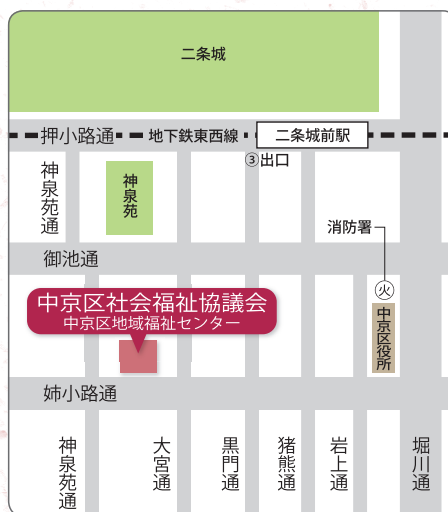 二条城
押小路通
地下鉄東西線
二条城前駅
③出口
神泉苑通
神泉苑
消防署
御池通
火
中京区社会福祉協議会
中京区地域福祉センター
中京区役所
姉小路通
神泉苑通
大宮通
黒門通
猪熊通
岩上通
堀川通